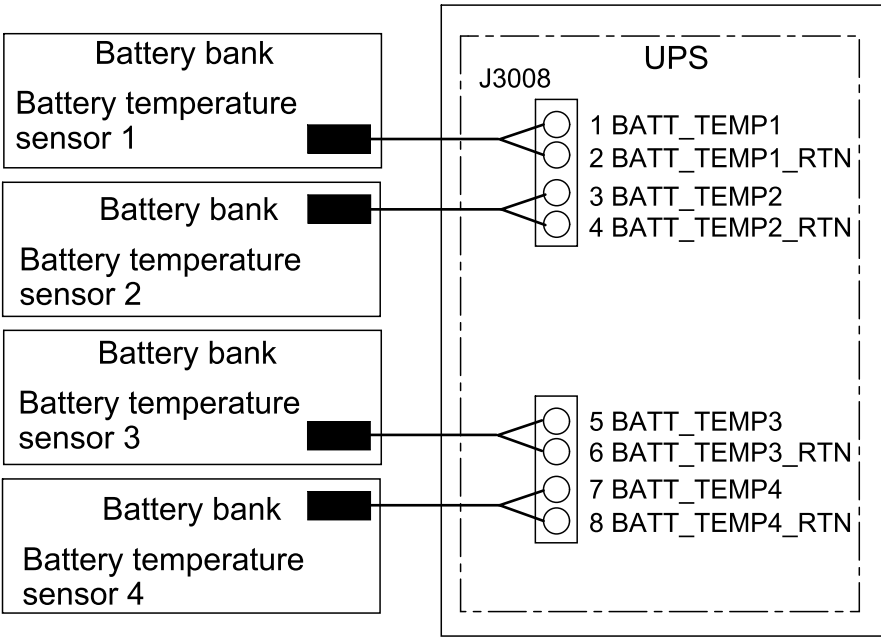 Battery bank
Battery temperature
sensor 1
Battery bank
Battery temperature
sensor 2
Battery bank
Battery temperature
sensor 3
Battery bank
Battery temperature
sensor 4
UPS
J3008
1 BATT_TEMP1
2 BATT_TEMP1_RTN
3 BATT_TEMP2
4 BATT_TEMP2_RTN
5 BATT_TEMP3
6 BATT_TEMP3_RTN
7 BATT_TEMP4
8 BATT_TEMP4_RTN